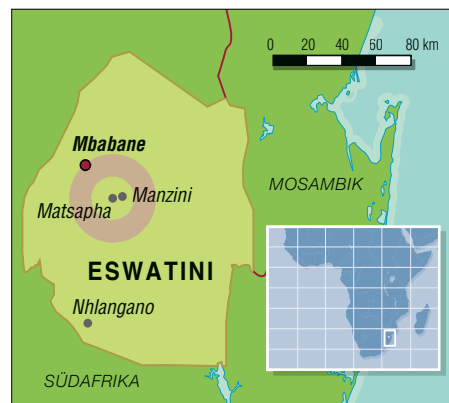 0 20 40 60 80 km
Mbabane
Manzini
MOSAMBIK
Matsapha
ESWATINI
Nhlangano
SÜDAFRIKA